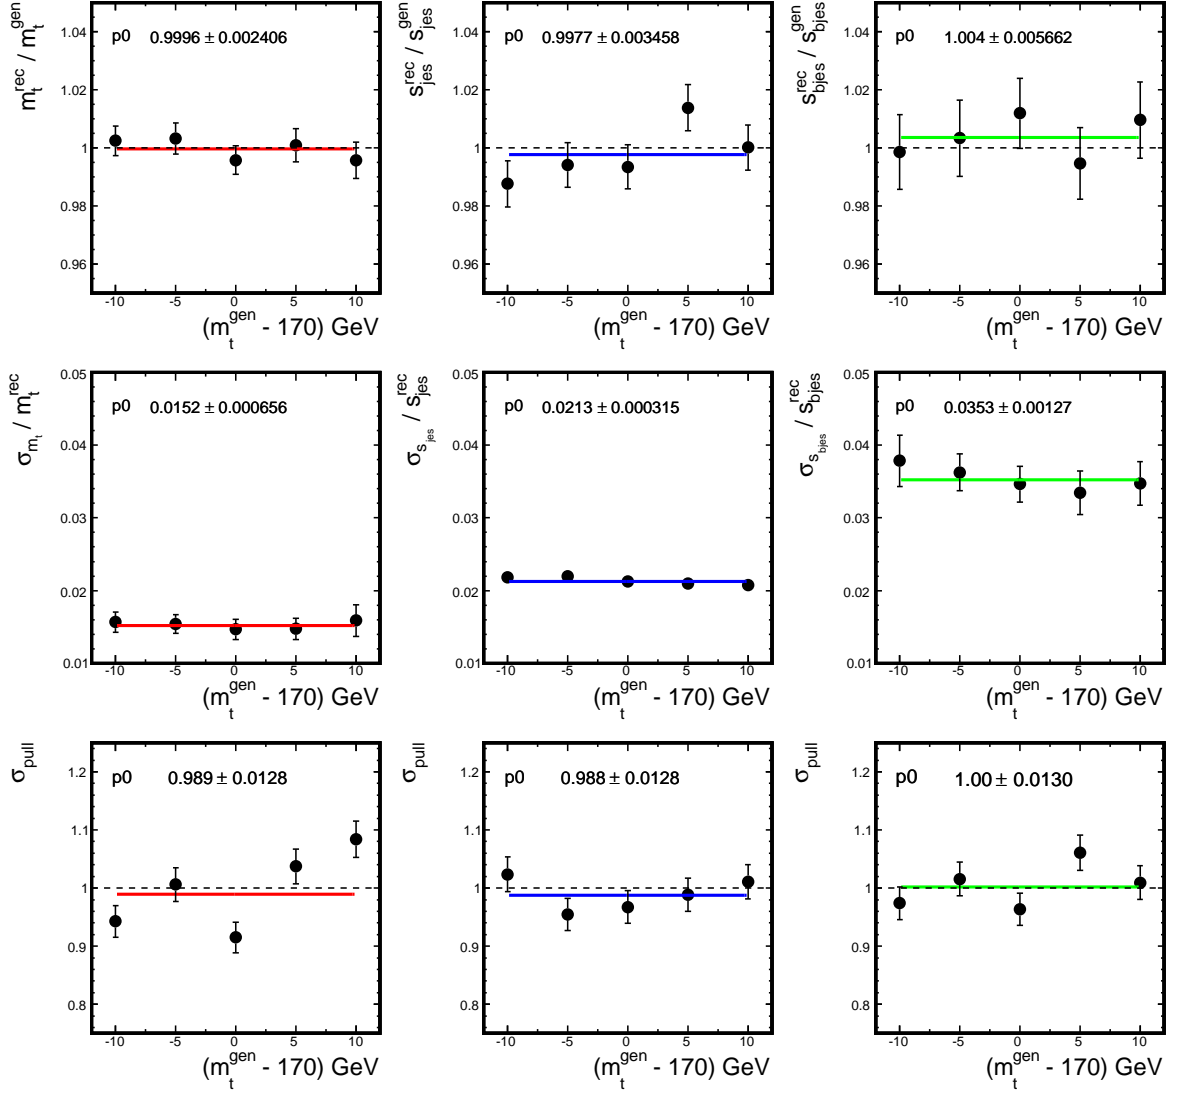 m_t^rec / m_t^gen
p0 0.9996 ± 0.002406
1.04
1.02
1
0.98
0.96
-10 -5 0 5 10
(m_t^gen - 170) GeV
s_jes^rec / s_jes^gen
p0 0.9977 ± 0.003458
1.04
1.02
1
0.98
0.96
-10 -5 0 5 10
(m_t^gen - 170) GeV
s_bjes^rec / s_bjes^gen
p0 1.004 ± 0.005662
1.04
1.02
1
0.98
0.96
-10 -5 0 5 10
(m_t^gen - 170) GeV
σ_m_t / m_t^rec
p0 0.0152 ± 0.000656
0.05
0.04
0.03
0.02
0.01
-10 -5 0 5 10
(m_t^gen - 170) GeV
σ_s_jes / s_jes^rec
p0 0.0213 ± 0.000315
0.05
0.04
0.03
0.02
0.01
-10 -5 0 5 10
(m_t^gen - 170) GeV
σ_s_bjes / s_bjes^rec
p0 0.0353 ± 0.00127
0.05
0.04
0.03
0.02
0.01
-10 -5 0 5 10
(m_t^gen - 170) GeV
σ_pull
p0 0.989 ± 0.0128
1.2
1.1
1
0.9
0.8
-10 -5 0 5 10
(m_t^gen - 170) GeV
σ_pull
p0 0.988 ± 0.0128
1.2
1.1
1
0.9
0.8
-10 -5 0 5 10
(m_t^gen - 170) GeV
σ_pull
p0 1.00 ± 0.0130
1.2
1.1
1
0.9
0.8
-10 -5 0 5 10
(m_t^gen - 170) GeV